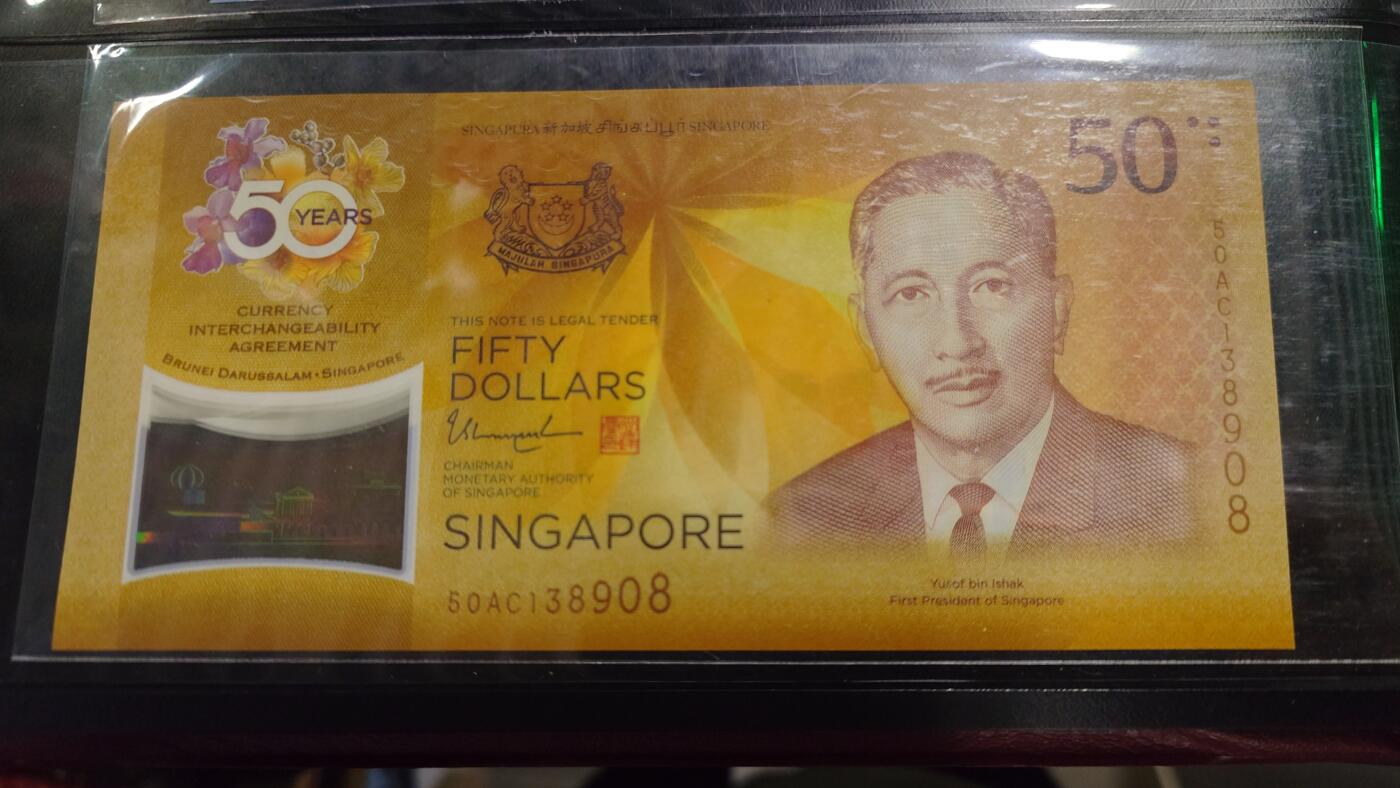 SINGAPURA 新加坡 சிங்கப்பூர் SINGAPORE
50
50 YEARS
CURRENCY
INTERCHANGEABILITY
AGREEMENT
BRUNEI DARUSSALAM • SINGAPORE
MAJULAH SINGAPURA
THIS NOTE IS LEGAL TENDER
FIFTY
DOLLARS
CHAIRMAN
MONETARY AUTHORITY
OF SINGAPORE
SINGAPORE
50AC138908
50AC138908
Yusof bin Ishak
First President of Singapore